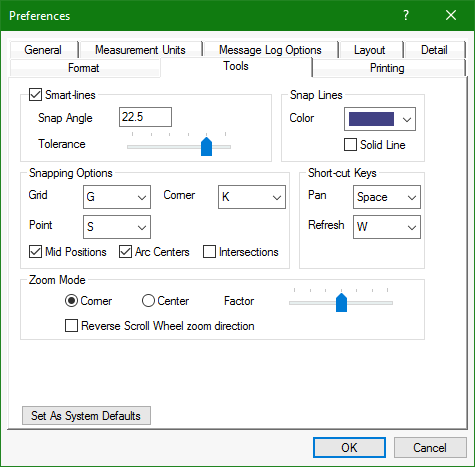 Preferences
General Measurement Units Message Log Options Layout Detail
Format Tools Printing
Smart-lines
Snap Angle 22.5
Tolerance
Snap Lines
Color
Solid Line
Snapping Options
Grid G Corner K
Point S
Mid Positions Arc Centers Intersections
Short-cut Keys
Pan Space
Refresh W
Zoom Mode
Corner Center Factor
Reverse Scroll Wheel zoom direction
Set As System Defaults
OK Cancel